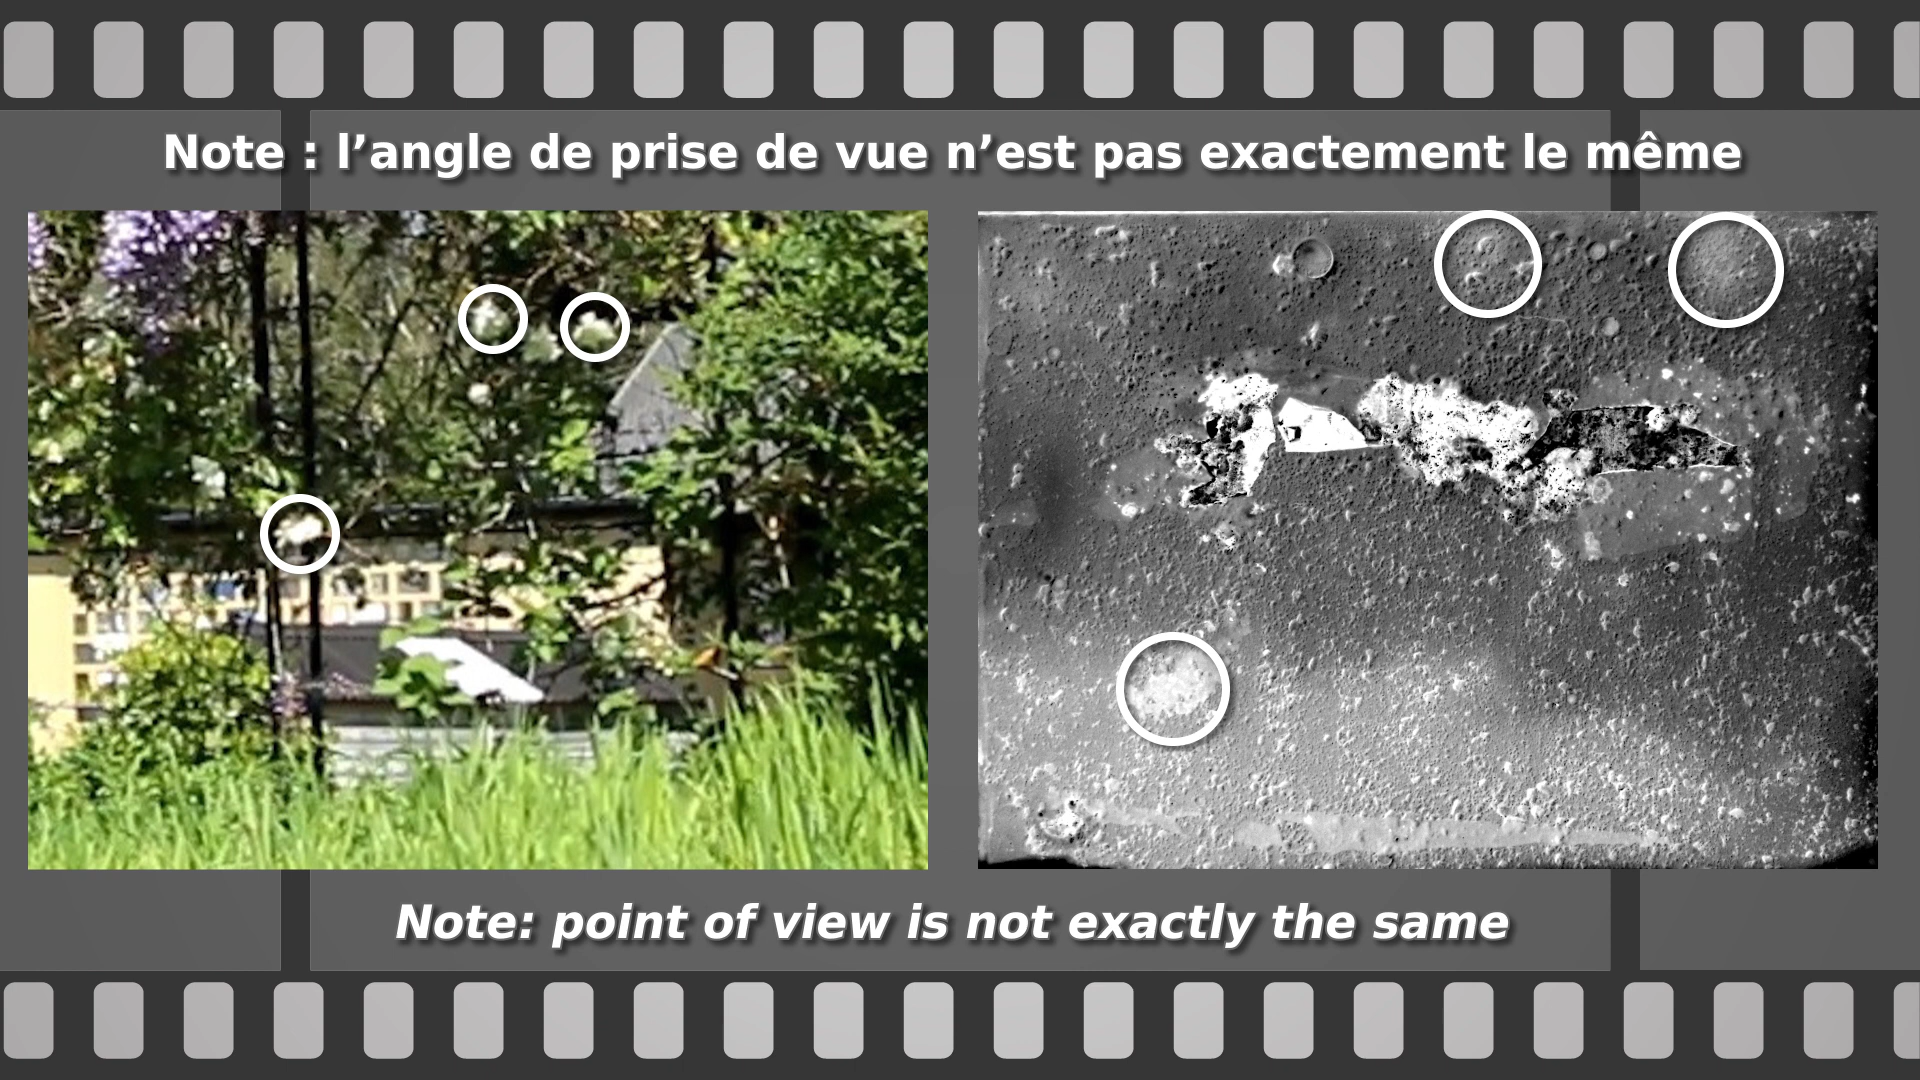 Note : l’angle de prise de vue n’est pas exactement le même
Note: point of view is not exactly the same